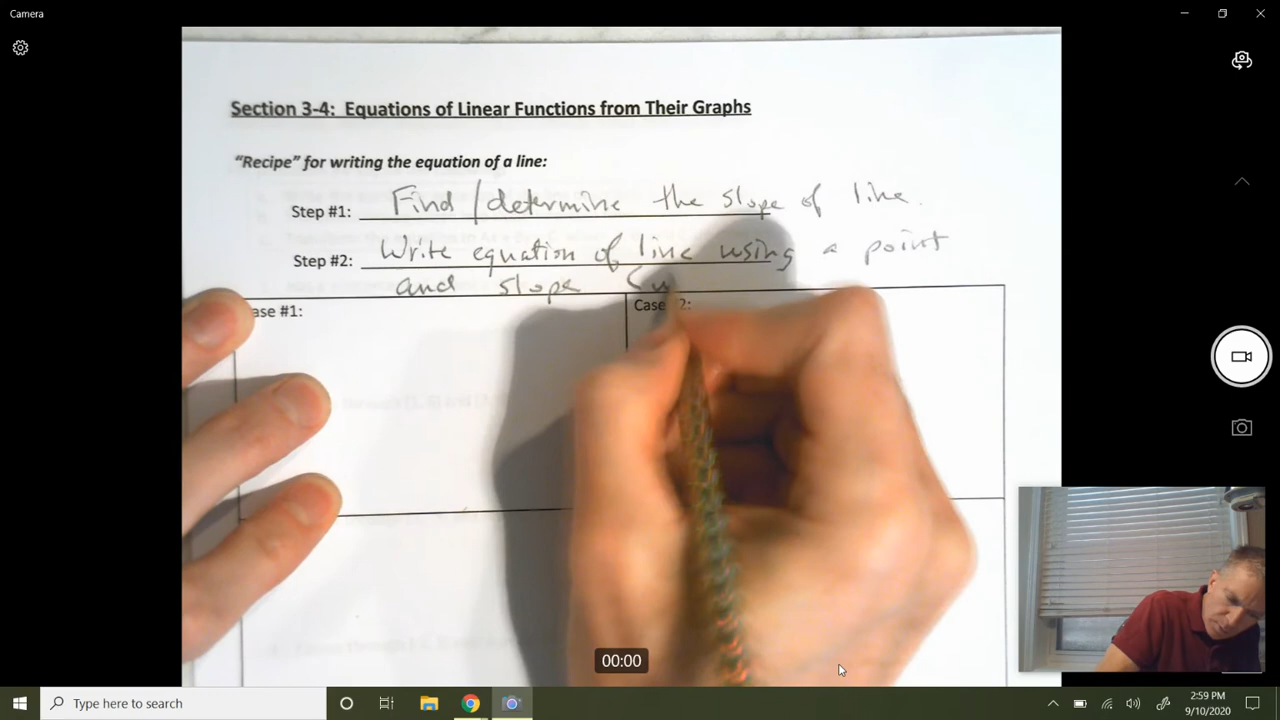 Camera
Section 3-4: Equations of Linear Functions from Their Graphs
"Recipe" for writing the equation of a line:
Step #1: Find/determine the slope of line.
Step #2: Write equation of line using a point
and slope
ase #1:
Case #2:
00:00
Type here to search
2:59 PM
9/10/2020